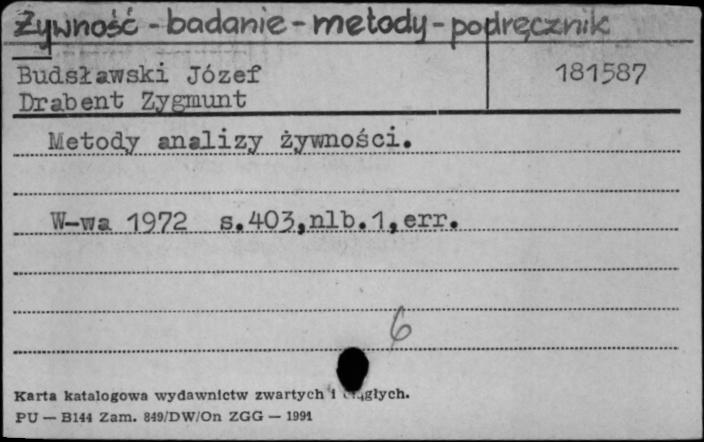 Żywność - badanie - metody - podręcznik
Budsławski Józef
181587
Drabent Zygmunt
Metody analizy żywności.
W-wa 1972 s.403,nlb.1,err.
6
Karta katalogowa wydawnictw zwartych i ciągłych.
PU — B144 Zam. 849/DW/On ZGG — 1991